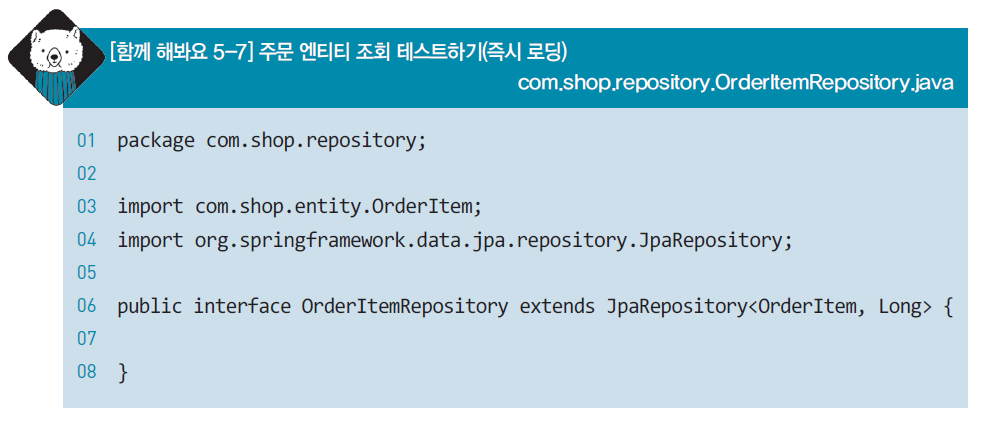 [함께 해봐요 5-7] 주문 엔티티 조회 테스트하기(즉시 로딩)
com.shop.repository.OrderItemRepository.java
01 package com.shop.repository;
02
03 import com.shop.entity.OrderItem;
04 import org.springframework.data.jpa.repository.JpaRepository;
05
06 public interface OrderItemRepository extends JpaRepository<OrderItem, Long> {
07
08 }